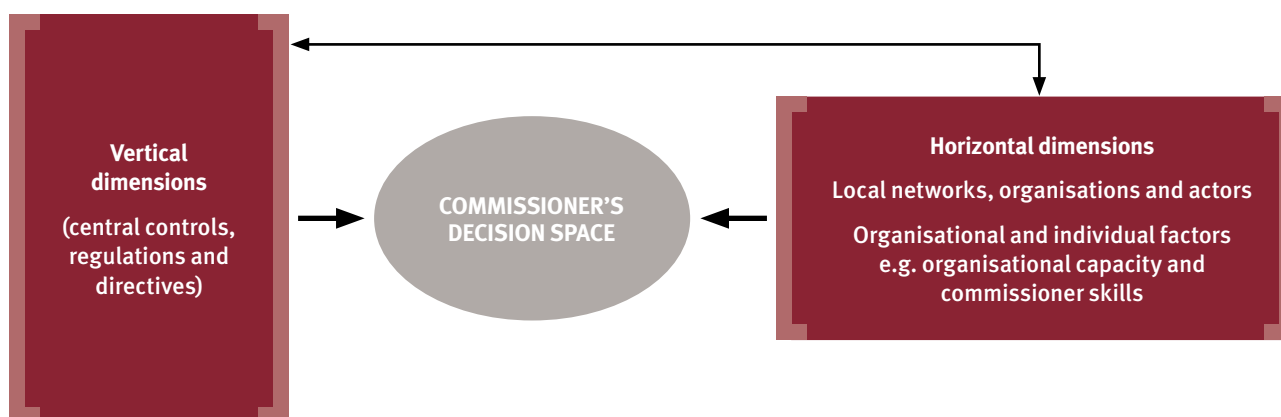 Vertical
dimensions
(central controls,
regulations and
directives)
COMMISSIONER’S
DECISION SPACE
Horizontal dimensions
Local networks, organisations and actors
Organisational and individual factors
e.g. organisational capacity and
commissioner skills